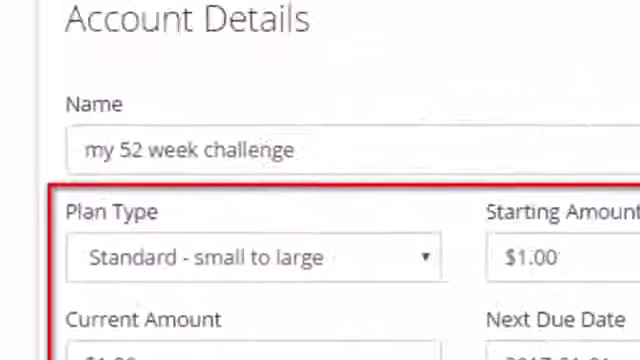 Account Details
Name
my 52 week challenge
Plan Type
Starting Amount
Standard - small to large
$1.00
Current Amount
Next Due Date